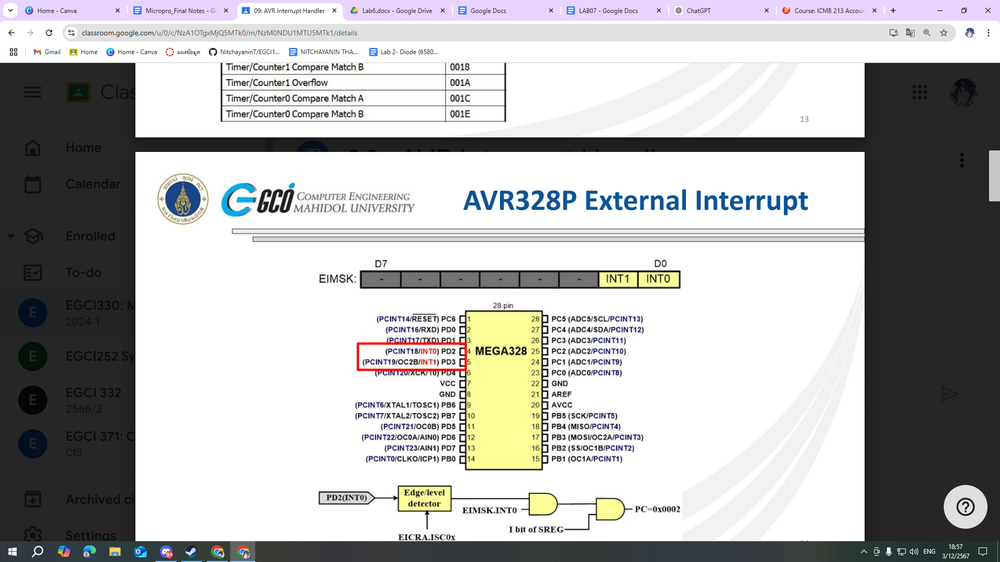 Home - Canva
Micropro_Final Notes - Go
09: AVR Interrupt Handler
Lab6.docx - Google Drive
Google Docs
LAB07 - Google Docs
ChatGPT
Course: ICMB 213 Accoun
classroom.google.com/u/0/c/NzA1OTgxMjQ5MTk0/m/NzM0NDU1MTU5MTk1/details
Gmail
Home
Home - Canva
แผงข้อมูล
NitchayaninT/EGCI1...
NITCHAYANIN THA...
Lab 2- Diode (6580...
Clas
Home
Calendar
Enrolled
To-do
E
EGCI330: M
2024-1
E
EGCI252 Sy
E
EGCI 332
2566/3
E
EGCI 371: C
CI3
Archived cl
Settings
Timer/Counter1 Compare Match B 0018
Timer/Counter1 Overflow 001A
Timer/Counter0 Compare Match A 001C
Timer/Counter0 Compare Match B 001E
13
EGCO COMPUTER ENGINEERING
MAHIDOL UNIVERSITY
AVR328P External Interrupt
D7 D0
EIMSK: - - - - - - INT1 INT0
28 pin
MEGA328
(PCINT14/RESET) PC6 1 28 PC5 (ADC5/SCL/PCINT13)
(PCINT16/RXD) PD0 2 27 PC4 (ADC4/SDA/PCINT12)
(PCINT17/TXD) PD1 3 26 PC3 (ADC3/PCINT11)
(PCINT18/INT0) PD2 4 25 PC2 (ADC2/PCINT10)
(PCINT19/OC2B/INT1) PD3 5 24 PC1 (ADC1/PCINT9)
(PCINT20/XCK/T0) PD4 6 23 PC0 (ADC0/PCINT8)
VCC 7 22 GND
GND 8 21 AREF
(PCINT6/XTAL1/TOSC1) PB6 9 20 AVCC
(PCINT7/XTAL2/TOSC2) PB7 10 19 PB5 (SCK/PCINT5)
(PCINT21/OC0B) PD5 11 18 PB4 (MISO/PCINT4)
(PCINT22/OC0A/AIN0) PD6 12 17 PB3 (MOSI/OC2A/PCINT3)
(PCINT23/AIN1) PD7 13 16 PB2 (SS/OC1B/PCINT2)
(PCINT0/CLKO/ICP1) PB0 14 15 PB1 (OC1A/PCINT1)
PD2(INT0)
Edge/level
detector
EIMSK.INT0
PC=0x0002
I bit of SREG
EICRA.ISC0x
9+
ENG
18:57
3/12/2567